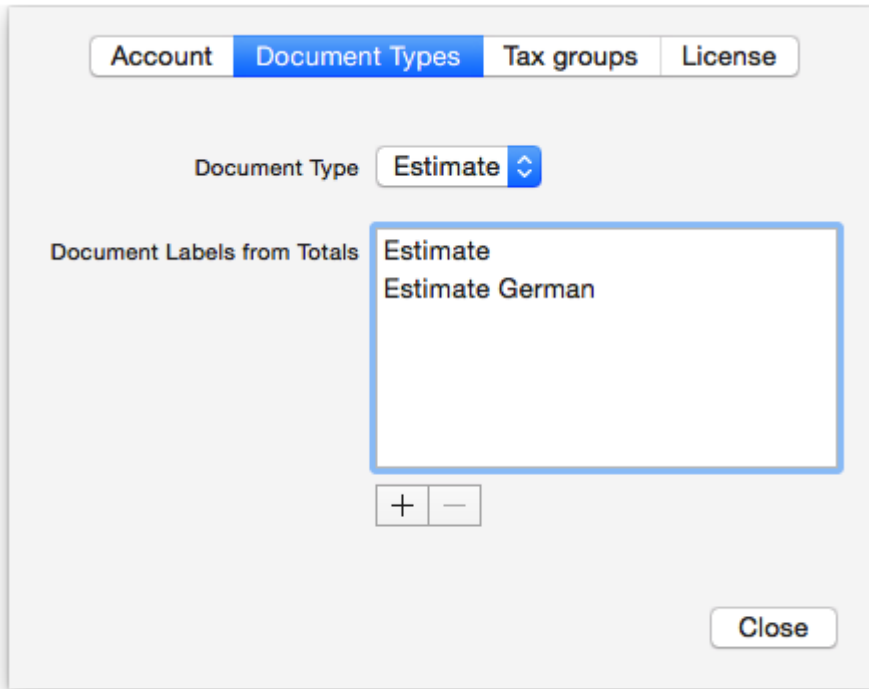 Account Document Types Tax groups License
Document Type Estimate
Document Labels from Totals Estimate
Estimate German
+ −
Close